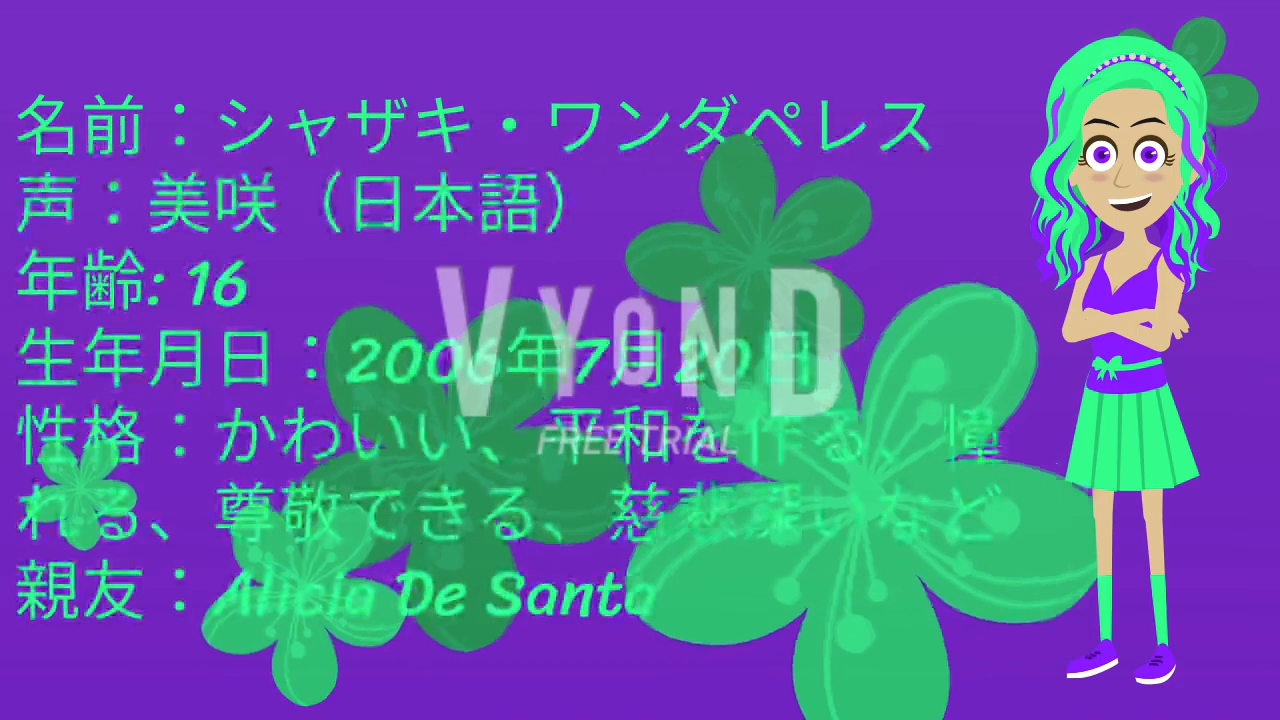 名前：シャザキ・ワンダペレス
声：美咲（日本語）
年齢: 16
生年月日：2006年7月20日
性格：かわいい、平和を作る、憧
れる、尊敬できる、慈悲深いなど
親友：Alicia De Santa
VYOND
FREE TRIAL